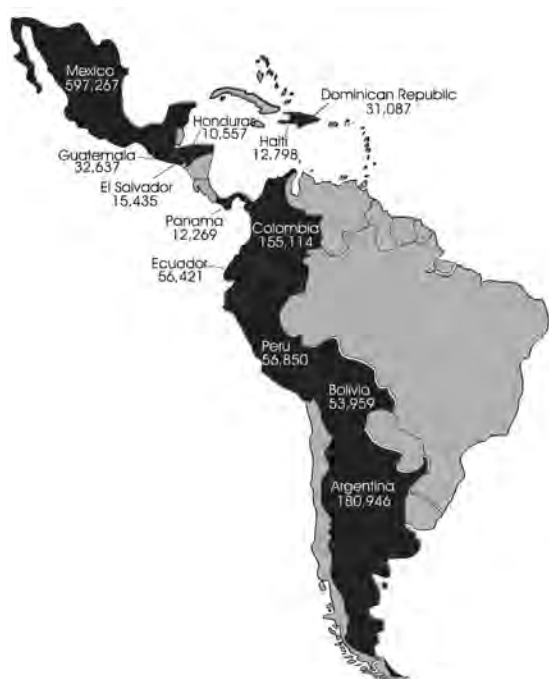 Mexico
597,267
Dominican Republic
31,087
Honduras
10,557
Haiti
12,798
Guatemala
32,637
El Salvador
15,435
Panama
12,269
Colombia
155,114
Ecuador
56,421
Peru
56,850
Bolivia
53,959
Argentina
180,946